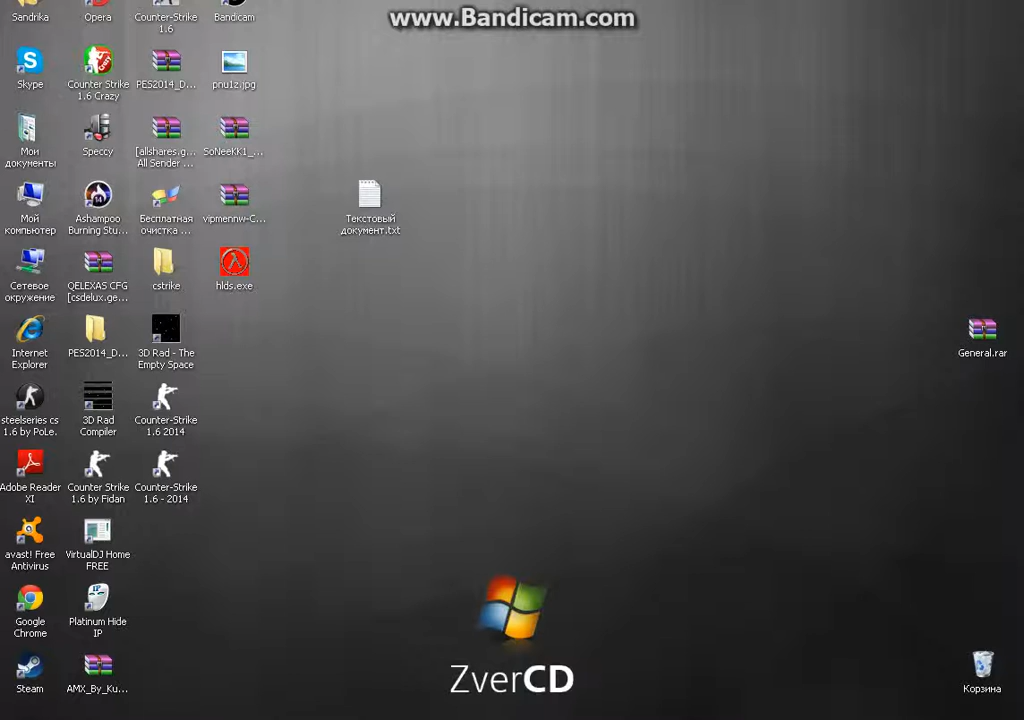 www.Bandicam.com
Sandrika
Opera
Counter-Strike
1.6
Bandicam
Skype
Counter Strike
1.6 Crazy
PES2014_D...
pnu1z.jpg
Мои
документы
Speccy
[allshares.g...
All Sender ...
SoNeeKK1_...
Мой
компьютер
Ashampoo
Burning Stu...
Бесплатная
очистка ...
vipmennw-C...
Текстовый
документ.txt
Сетевое
окружение
QELEXAS CFG
[csdelux.ge...
cstrike
hlds.exe
Internet
Explorer
PES2014_D...
3D Rad - The
Empty Space
General.rar
steelseries cs
1.6 by PoLe.
3D Rad
Compiler
Counter-Strike
1.6 2014
Adobe Reader
XI
Counter Strike
1.6 by Fidan
Counter-Strike
1.6 - 2014
avast! Free
Antivirus
VirtualDJ Home
FREE
Google
Chrome
Platinum Hide
IP
Steam
AMX_By_Ku...
ZverCD
Корзина